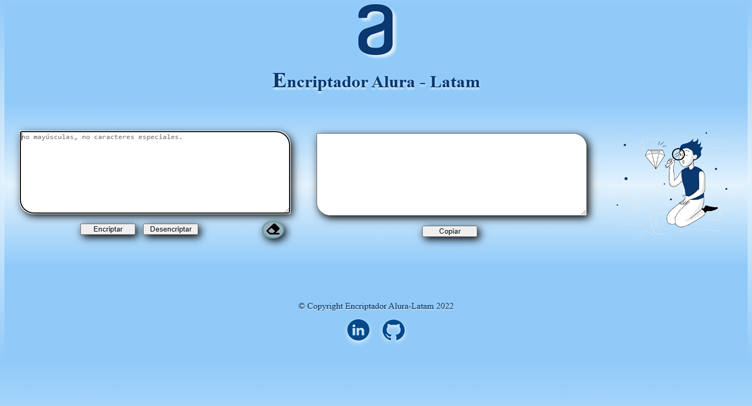 a
Encriptador Alura - Latam
no mayúsculas, no caracteres especiales.
Encriptar
Desencriptar
Copiar
© Copyright Encriptador Alura-Latam 2022
in